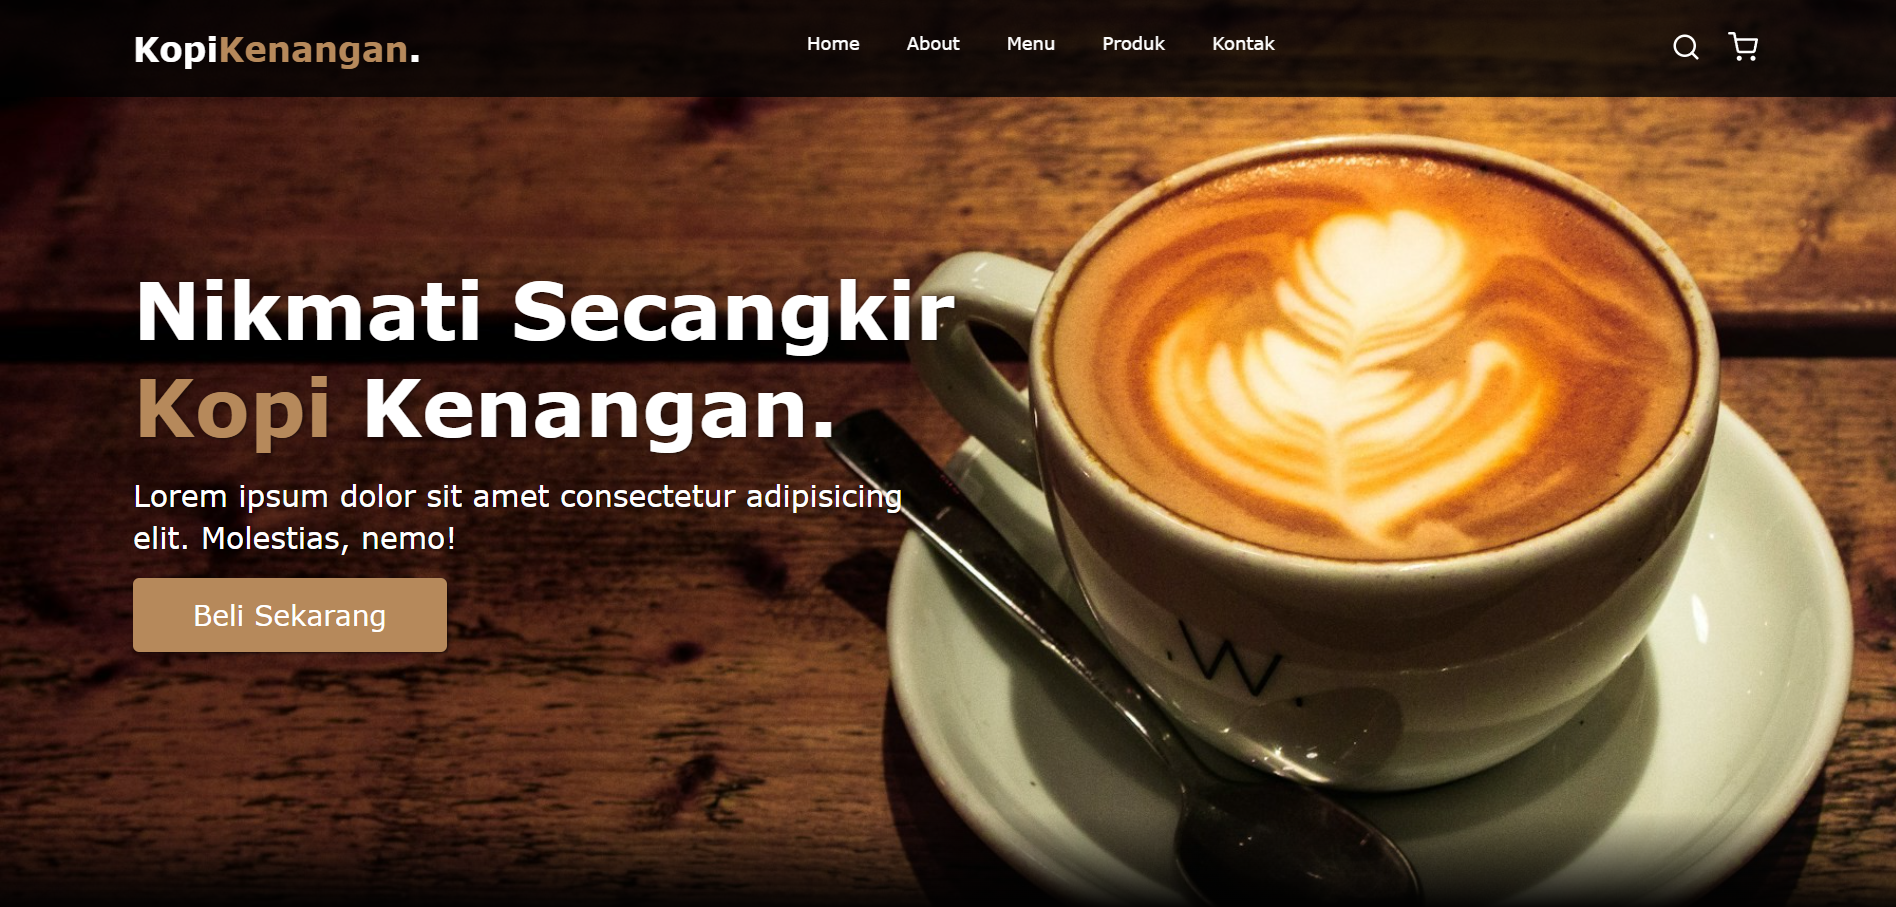 KopiKenangan.
Home About Menu Produk Kontak
Nikmati Secangkir
Kopi Kenangan.
Lorem ipsum dolor sit amet consectetur adipisicing
elit. Molestias, nemo!
Beli Sekarang
.W.